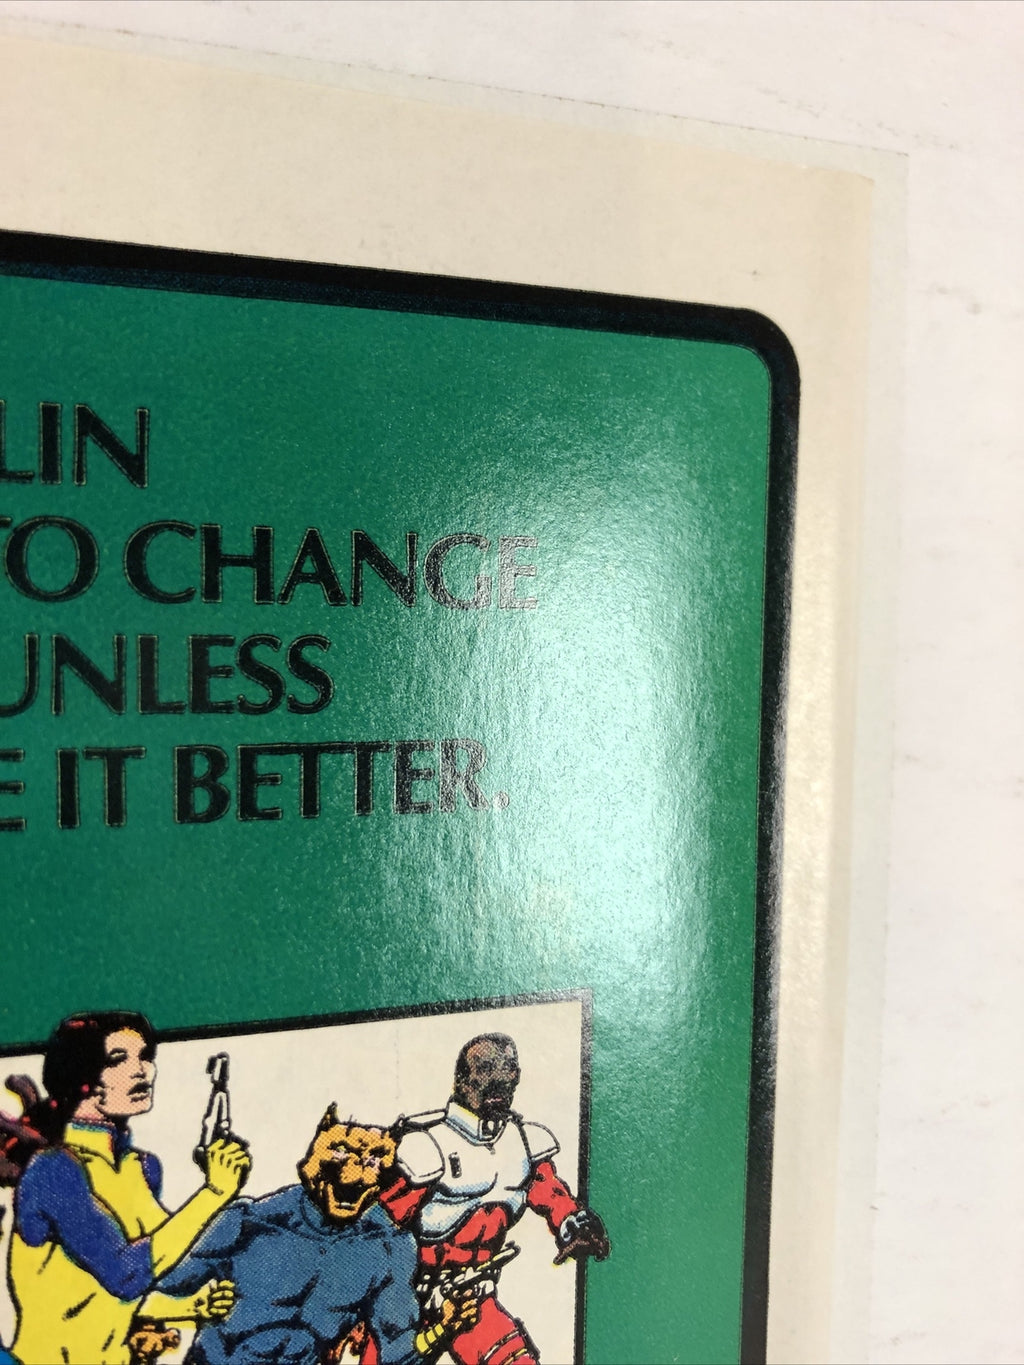 LIN
TO CHANGE
UNLESS
E IT BETTER.